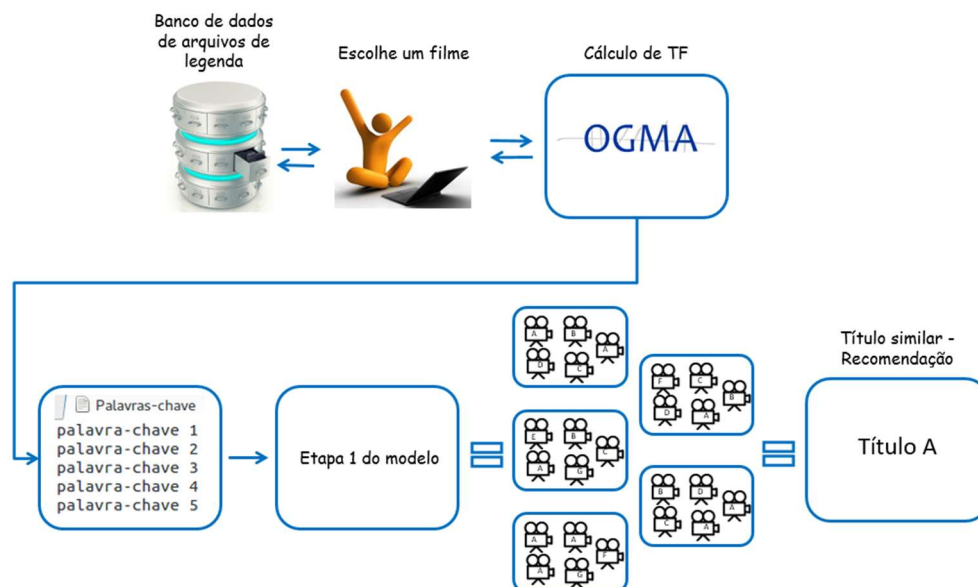 Banco de dados
de arquivos de
legenda
Escolhe um filme
Cálculo de TF
OGMA
Palavras-chave
palavra-chave 1
palavra-chave 2
palavra-chave 3
palavra-chave 4
palavra-chave 5
Etapa 1 do modelo
A B A
D C
E B C
A G
A A F
A G
F C B
D A
B D A
C A
Título similar -
Recomendação
Título A